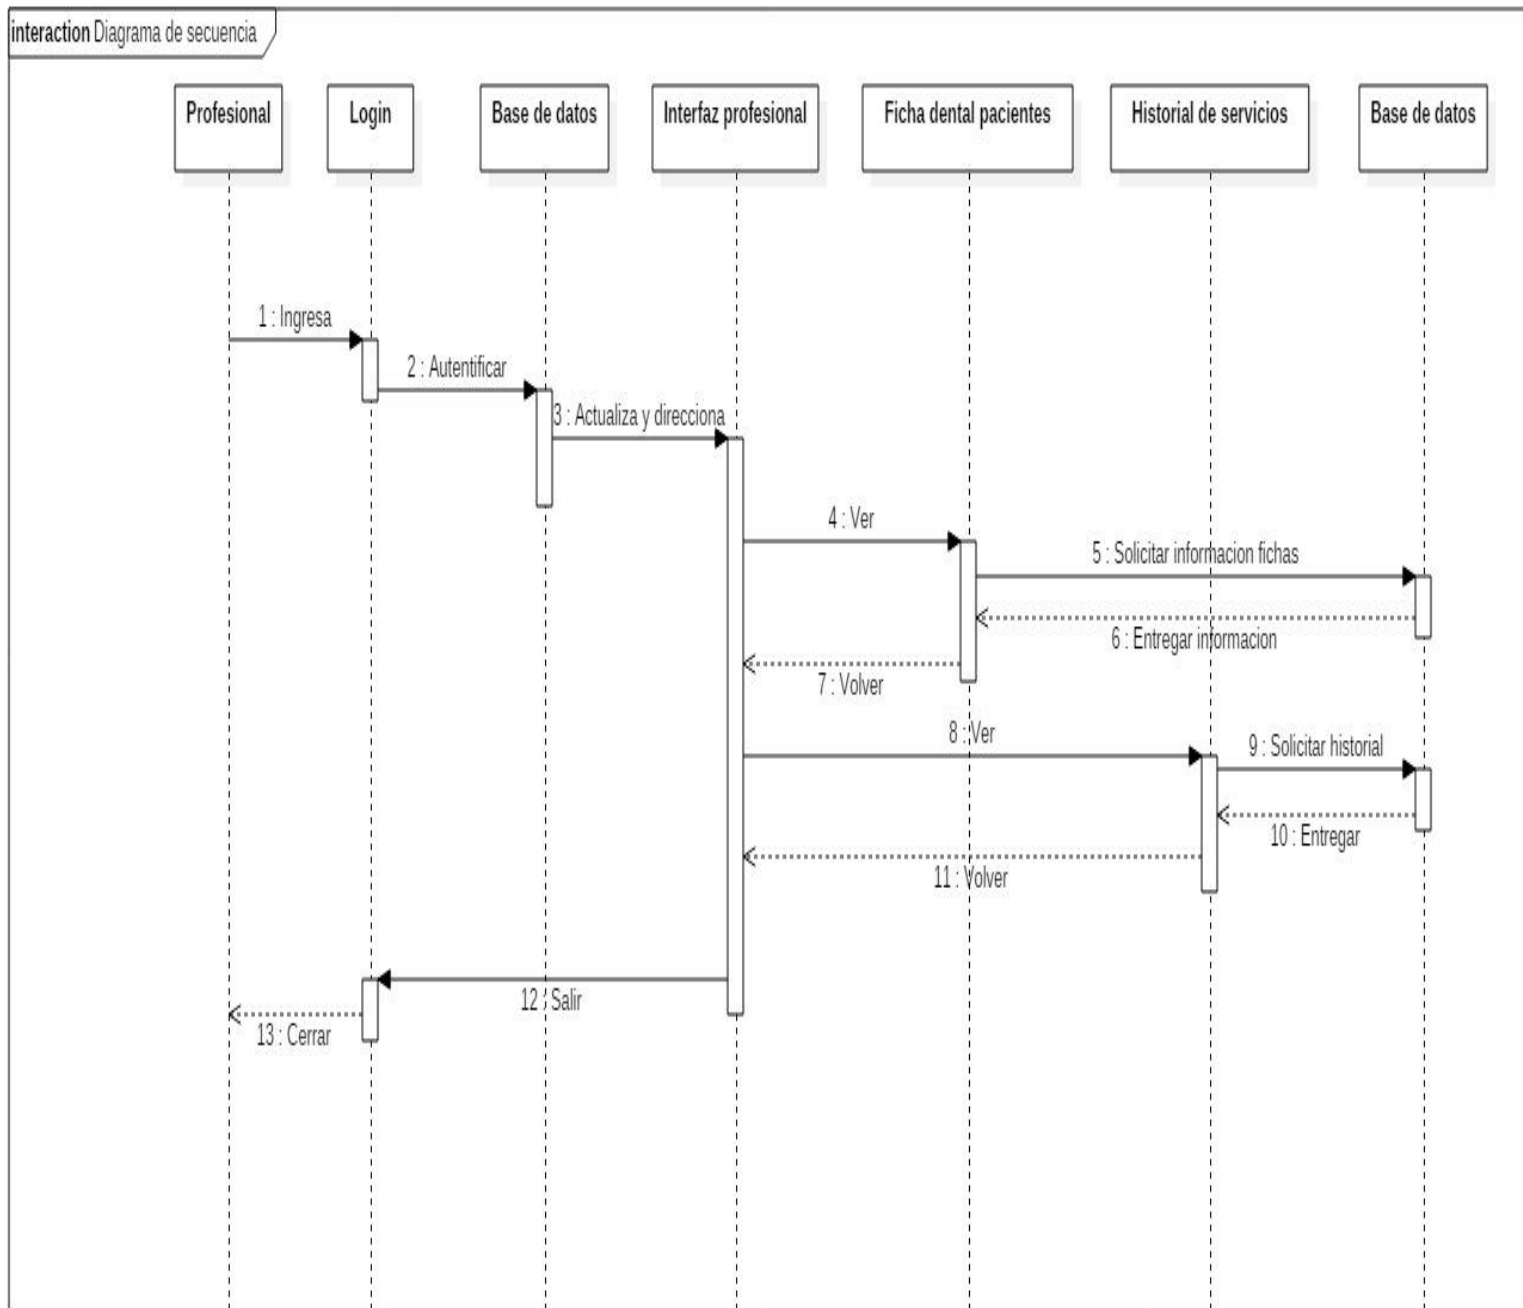 interaction Diagrama de secuencia
Profesional
Login
Base de datos
Interfaz profesional
Ficha dental pacientes
Historial de servicios
Base de datos
1 : Ingresa
2 : Autentificar
3 : Actualiza y direcciona
4 : Ver
5 : Solicitar informacion fichas
6 : Entregar informacion
7 : Volver
8 : Ver
9 : Solicitar historial
10 : Entregar
11 : Volver
12 : Salir
13 : Cerrar